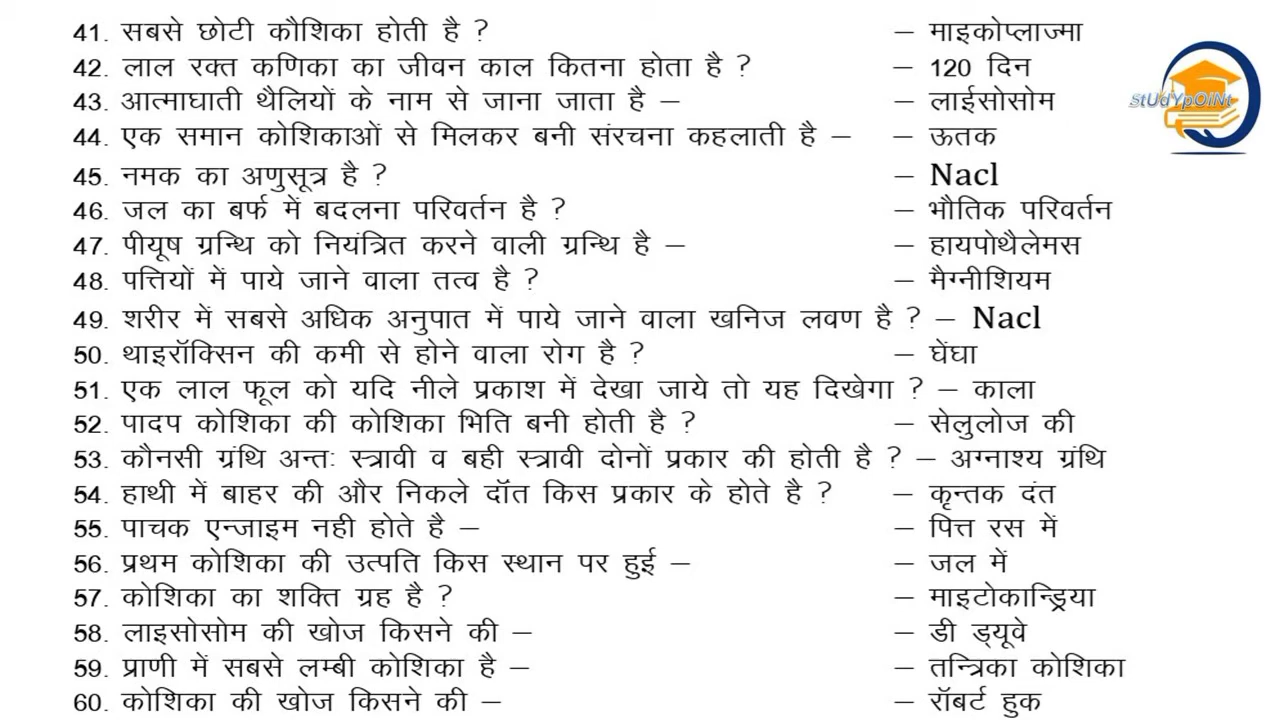 41. सबसे छोटी कौशिका होती है ? – माइकोप्लाज्मा
42. लाल रक्त कणिका का जीवन काल कितना होता है ? – 120 दिन
43. आत्माघाती थैलियों के नाम से जाना जाता है – – लाईसोसोम
44. एक समान कोशिकाओं से मिलकर बनी संरचना कहलाती है – – ऊतक
45. नमक का अणुसूत्र है ? – Nacl
46. जल का बर्फ में बदलना परिवर्तन है ? – भौतिक परिवर्तन
47. पीयूष ग्रन्थि को नियंत्रित करने वाली ग्रन्थि है – – हायपोथैलेमस
48. पत्तियों में पाये जाने वाला तत्व है ? – मैग्नीशियम
49. शरीर में सबसे अधिक अनुपात में पाये जाने वाला खनिज लवण है ? – Nacl
50. थाइरॉक्सिन की कमी से होने वाला रोग है ? – घेंघा
51. एक लाल फूल को यदि नीले प्रकाश में देखा जाये तो यह दिखेगा ? – काला
52. पादप कोशिका की कोशिका भिति बनी होती है ? – सेलुलोज की
53. कौनसी ग्रंथि अन्तः स्त्रावी व बही स्त्रावी दोनों प्रकार की होती है ? – अग्नाश्य ग्रंथि
54. हाथी में बाहर की और निकले दॉंत किस प्रकार के होते है ? – कृन्तक दंत
55. पाचक एन्जाइम नही होते है – – पित्त रस में
56. प्रथम कोशिका की उत्पति किस स्थान पर हुई – – जल में
57. कोशिका का शक्ति ग्रह है ? – माइटोकान्ड्रिया
58. लाइसोसोम की खोज किसने की – – डी ड्यूवे
59. प्राणी में सबसे लम्बी कोशिका है – – तन्त्रिका कोशिका
60. कोशिका की खोज किसने की – – रॉबर्ट हुक
StUdYpOINt